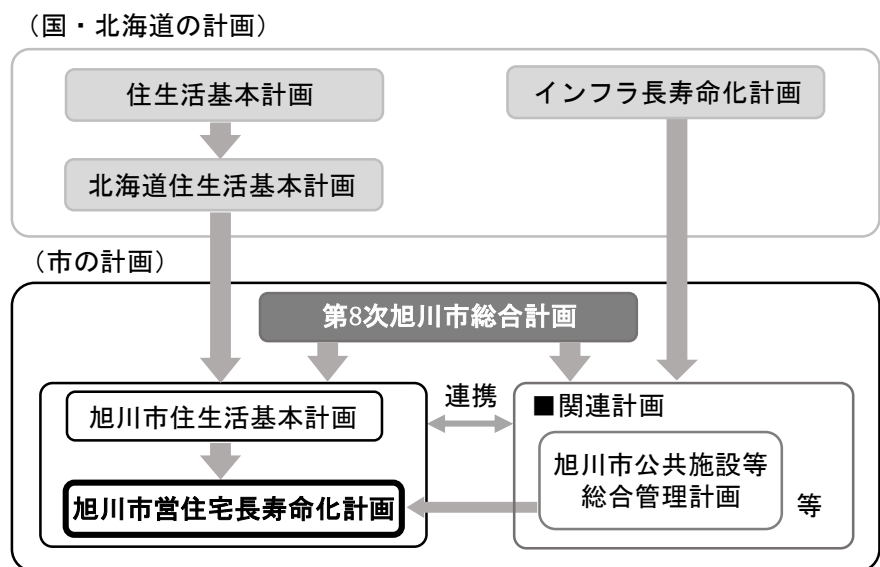 （国・北海道の計画）
住生活基本計画
インフラ長寿命化計画
北海道住生活基本計画
（市の計画）
第8次旭川市総合計画
連携
■関連計画
旭川市住生活基本計画
旭川市公共施設等
総合管理計画
等
旭川市営住宅長寿命化計画